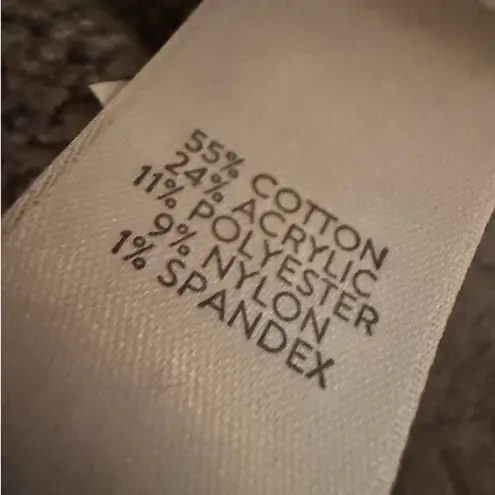 55% COTTON
24% ACRYLIC
11% POLYESTER
9% NYLON
1% SPANDEX